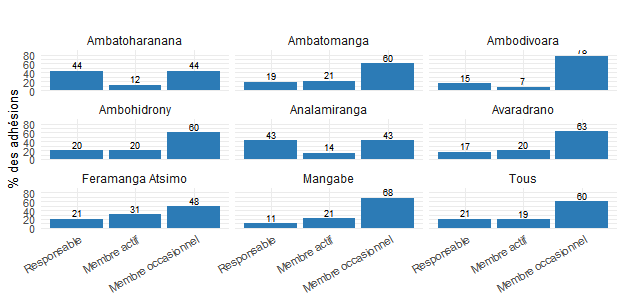 Ambatoharanana Ambatomanga Ambodivoara
80 60 40 20 0
44 12 44 19 21 60 15 7 78
Ambohidrony Analamiranga Avaradrano
80 60 40 20 0
20 20 60 43 14 43 17 20 63
Feramanga Atsimo Mangabe Tous
80 60 40 20 0
21 31 48 11 21 68 21 19 60
Responsable Membre actif Membre occasionnel Responsable Membre actif Membre occasionnel Responsable Membre actif Membre occasionnel
% des adhésions